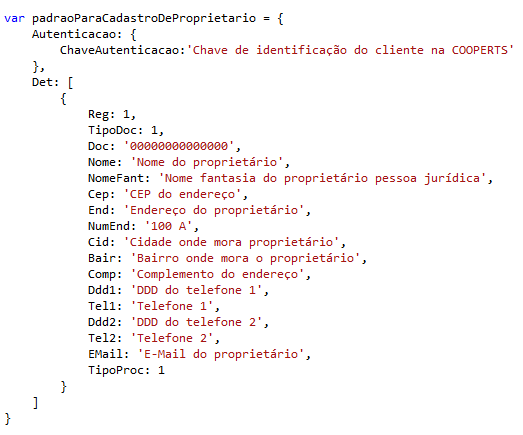 var padraoParaCadastroDeProprietario = {
    Autenticacao: {
        ChaveAutenticacao:'Chave de identificação do cliente na COOPERTS'
    },
    Det: [
        {
            Reg: 1,
            TipoDoc: 1,
            Doc: '00000000000000',
            Nome: 'Nome do proprietário',
            NomeFant: 'Nome fantasia do proprietário pessoa jurídica',
            Cep: 'CEP do endereço',
            End: 'Endereço do proprietário',
            NumEnd: '100 A',
            Cid: 'Cidade onde mora proprietário',
            Bair: 'Bairro onde mora o proprietário',
            Comp: 'Complemento do endereço',
            Ddd1: 'DDD do telefone 1',
            Tel1: 'Telefone 1',
            Ddd2: 'DDD do telefone 2',
            Tel2: 'Telefone 2',
            EMail: 'E-Mail do proprietário',
            TipoProc: 1
        }
    ]
}